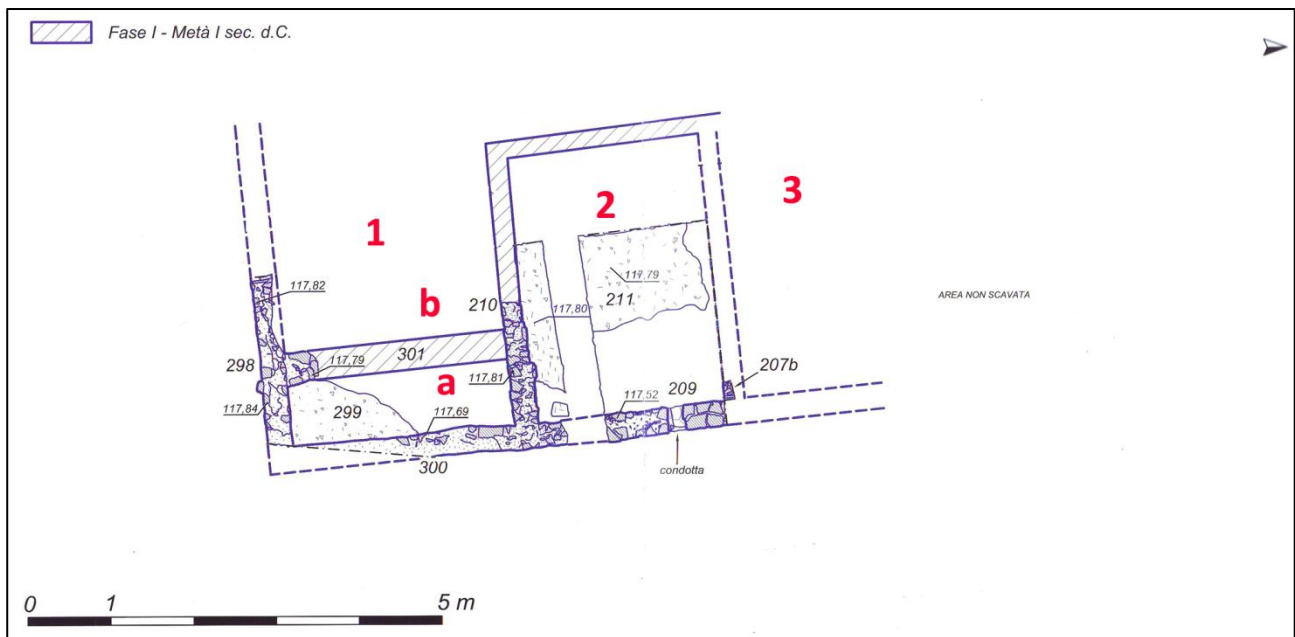 Fase I - Metà I sec. d.C.
1
2
3
117,82
b
210
117,79
211
117,80
AREA NON SCAVATA
298
117,79
301
117,81
a
207b
209
117,84
299
117,69
117,52
300
condotta
0 1 5 m